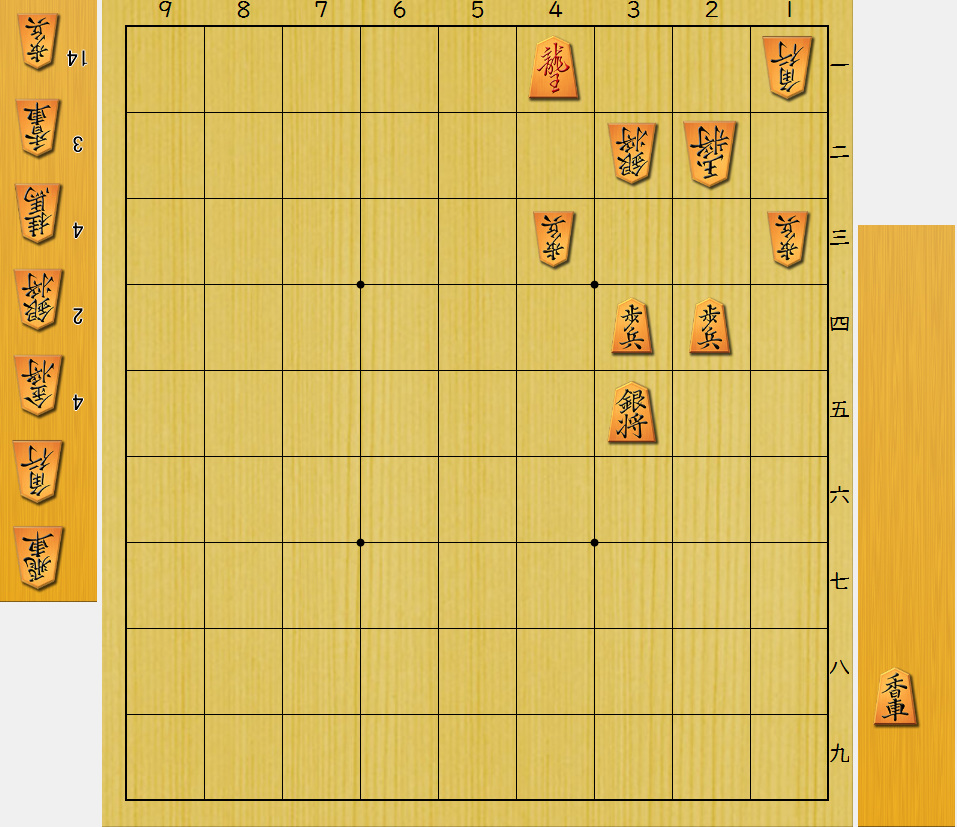 9 8 7 6 5 4 3 2 1
歩兵 14
香車 3
桂馬 4
銀将 2
金将 4
角行
飛車
龍王 角行 一
銀将 玉将 二
歩兵 歩兵 三
歩兵 歩兵 四
銀将 五
六
七
八
九
香車